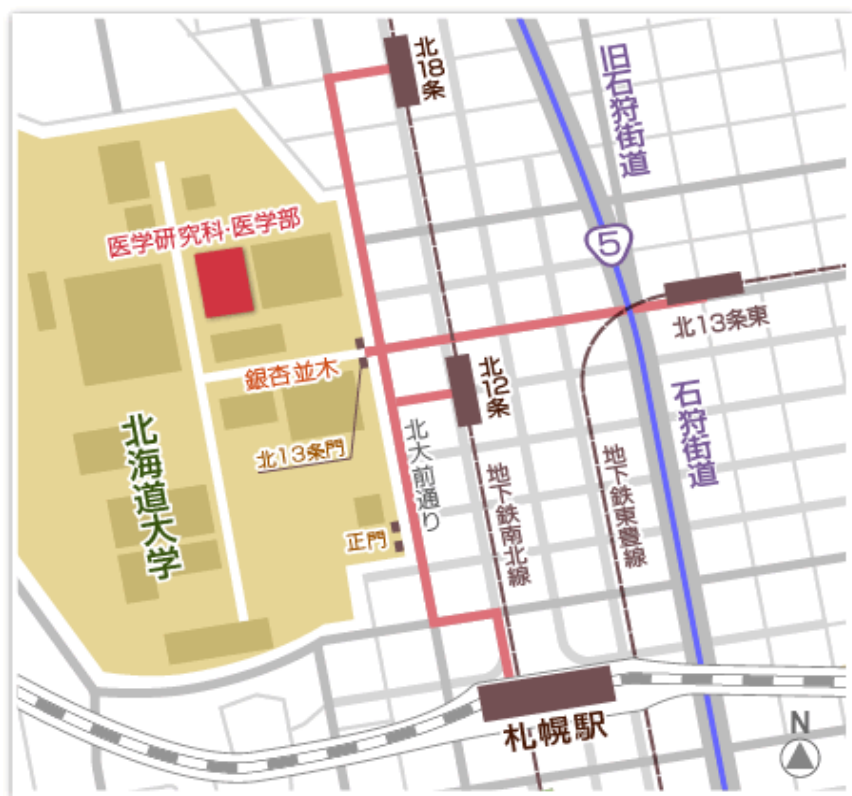 北18条
旧石狩街道
医学研究科・医学部
5
北13条東
銀杏並木
北12条
石狩街道
北海道大学
北13条門
北大前通り
地下鉄南北線
地下鉄東豊線
正門
札幌駅
N